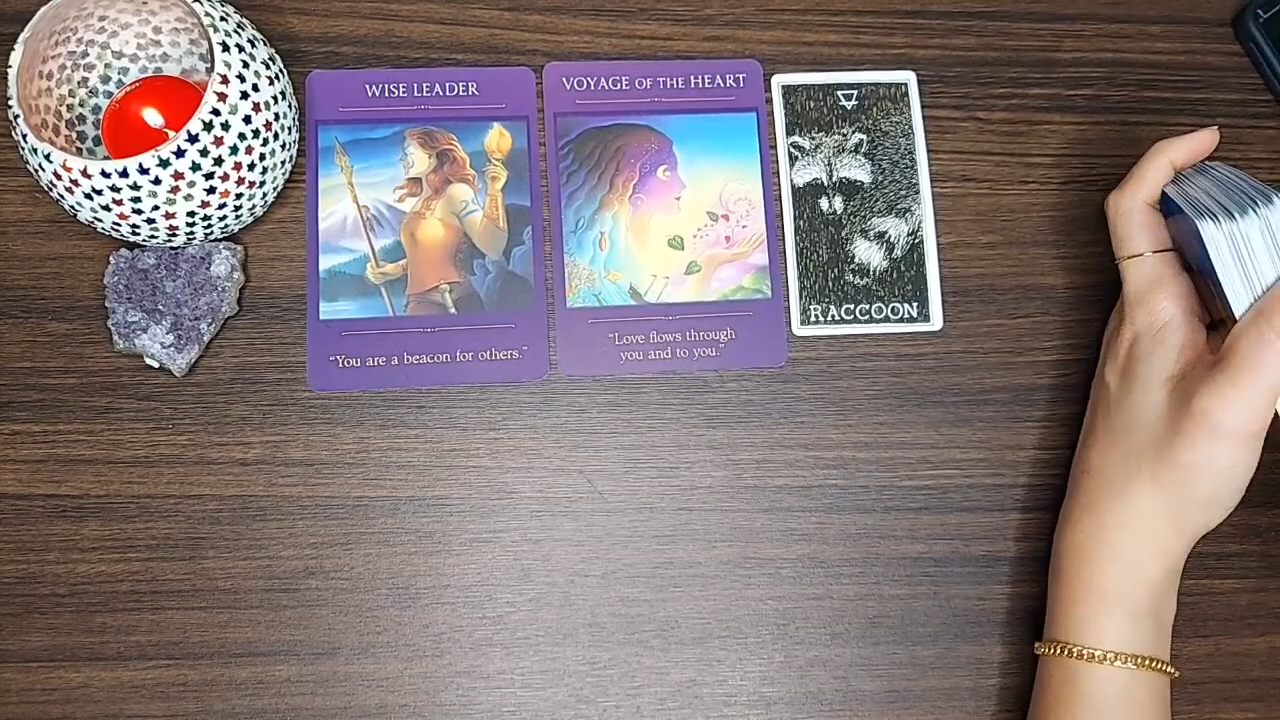 WISE LEADER
"You are a beacon for others."
VOYAGE OF THE HEART
"Love flows through
you and to you."
RACCOON